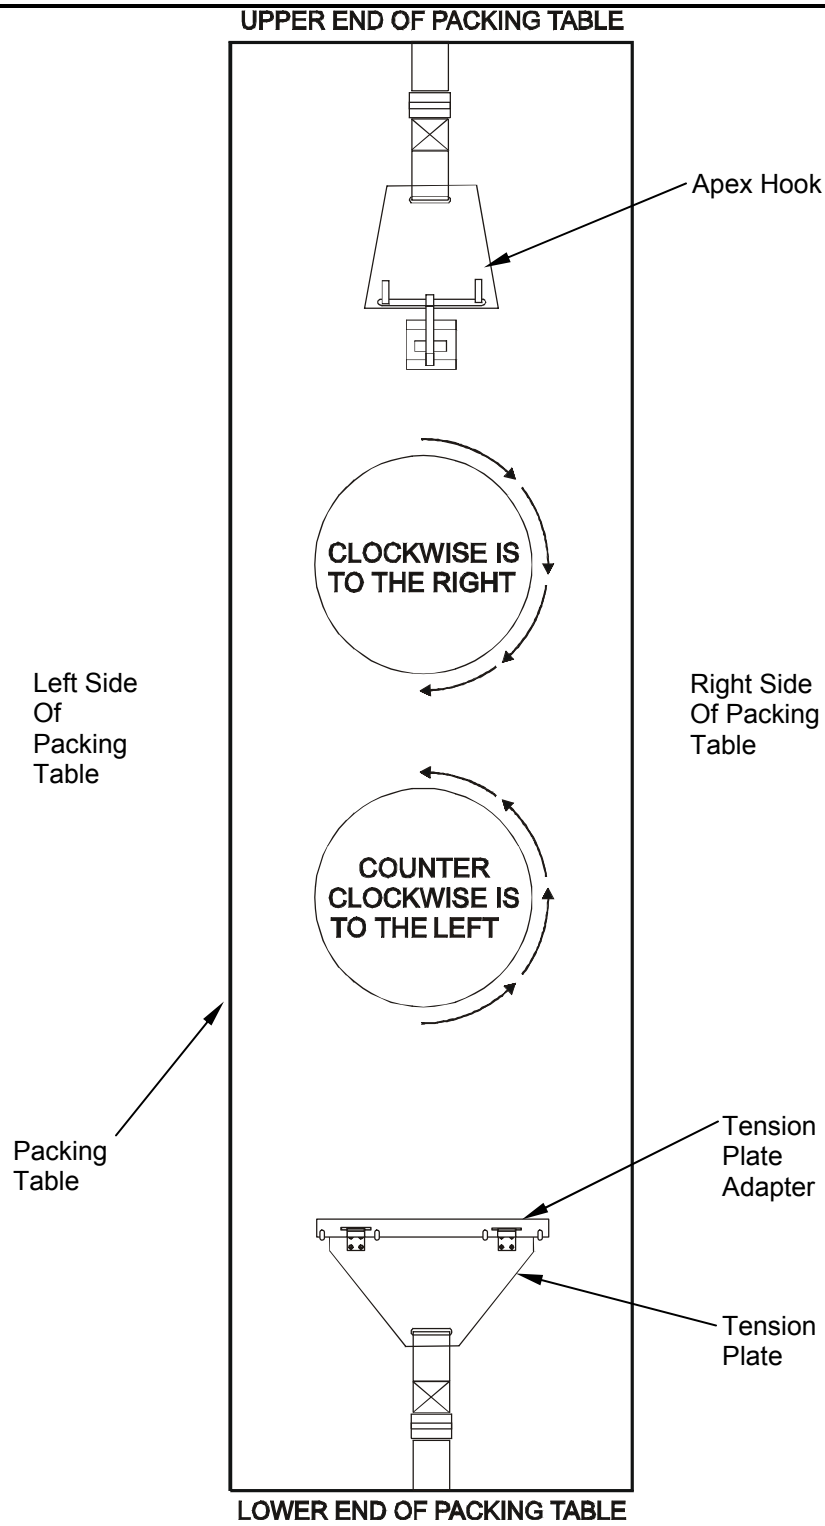 UPPER END OF PACKING TABLE
Apex Hook
CLOCKWISE IS
TO THE RIGHT
Left Side
Of
Packing
Table
Right Side
Of Packing
Table
COUNTER
CLOCKWISE IS
TO THE LEFT
Packing
Table
Tension
Plate
Adapter
Tension
Plate
LOWER END OF PACKING TABLE